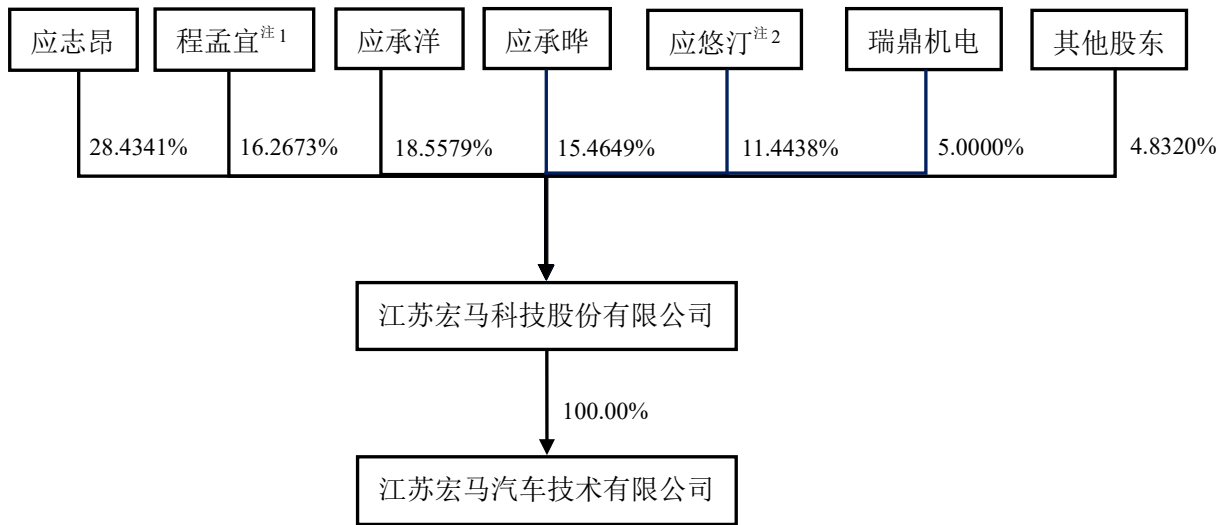 应志昂
程孟宜注1
应承洋
应承晔
应悠汀注2
瑞鼎机电
其他股东
28.4341%
16.2673%
18.5579%
15.4649%
11.4438%
5.0000%
4.8320%
江苏宏马科技股份有限公司
100.00%
江苏宏马汽车技术有限公司